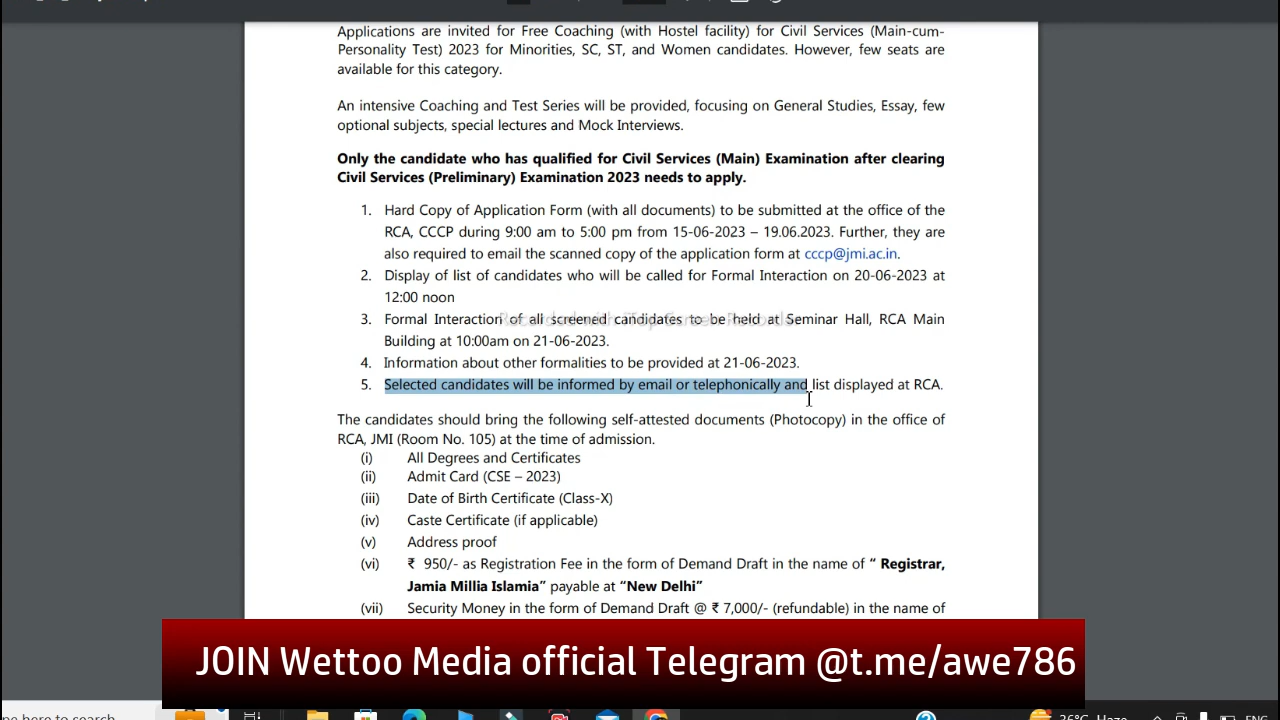 Applications are invited for Free Coaching (with Hostel facility) for Civil Services (Main-cum-
Personality Test) 2023 for Minorities, SC, ST, and Women candidates. However, few seats are
available for this category.
An intensive Coaching and Test Series will be provided, focusing on General Studies, Essay, few
optional subjects, special lectures and Mock Interviews.
Only the candidate who has qualified for Civil Services (Main) Examination after clearing
Civil Services (Preliminary) Examination 2023 needs to apply.
1. Hard Copy of Application Form (with all documents) to be submitted at the office of the
RCA, CCCP during 9:00 am to 5:00 pm from 15-06-2023 – 19.06.2023. Further, they are
also required to email the scanned copy of the application form at cccp@jmi.ac.in.
2. Display of list of candidates who will be called for Formal Interaction on 20-06-2023 at
12:00 noon
3. Formal Interaction of all screened candidates to be held at Seminar Hall, RCA Main
Building at 10:00am on 21-06-2023.
4. Information about other formalities to be provided at 21-06-2023.
5. Selected candidates will be informed by email or telephonically and list displayed at RCA.
The candidates should bring the following self-attested documents (Photocopy) in the office of
RCA, JMI (Room No. 105) at the time of admission.
(i) All Degrees and Certificates
(ii) Admit Card (CSE – 2023)
(iii) Date of Birth Certificate (Class-X)
(iv) Caste Certificate (if applicable)
(v) Address proof
(vi) ₹ 950/- as Registration Fee in the form of Demand Draft in the name of “ Registrar,
Jamia Millia Islamia” payable at “New Delhi”
(vii) Security Money in the form of Demand Draft @ ₹ 7,000/- (refundable) in the name of
JOIN Wettoo Media official Telegram @t.me/awe786
to search
36°C Haze
ENG